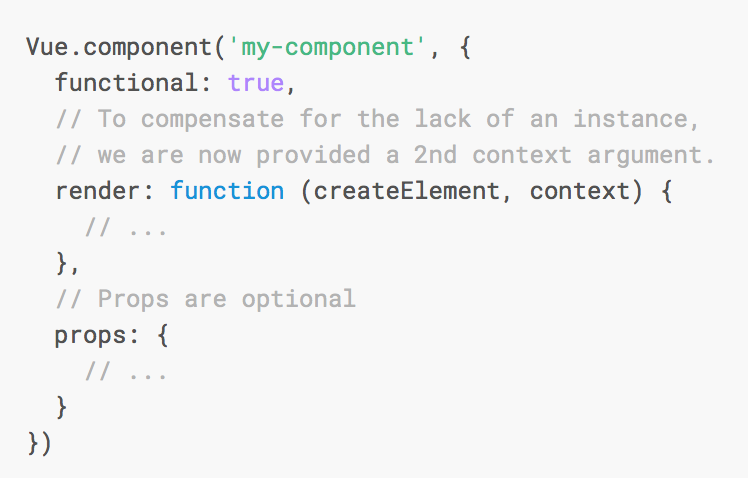 Vue.component('my-component', {
  functional: true,
  // To compensate for the lack of an instance,
  // we are now provided a 2nd context argument.
  render: function (createElement, context) {
    // ...
  },
  // Props are optional
  props: {
    // ...
  }
})